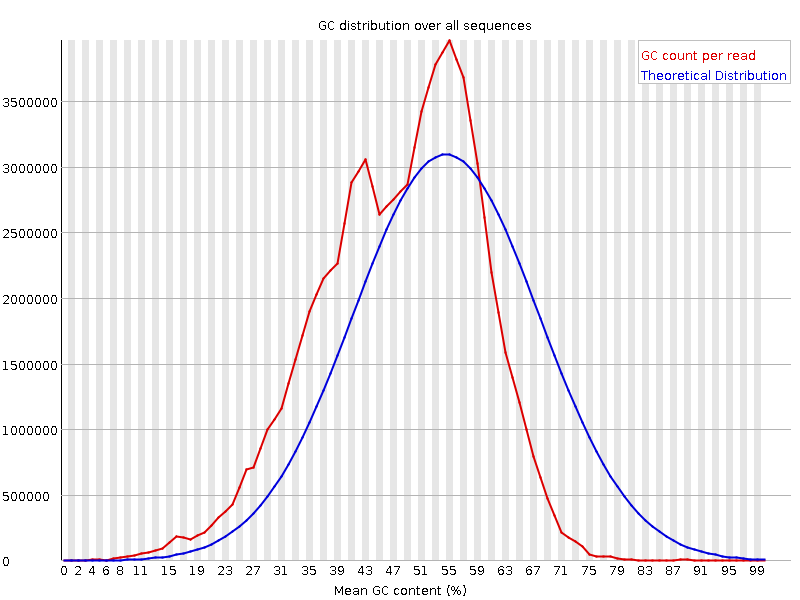 GC distribution over all sequences
GC count per read
Theoretical Distribution
3500000
3000000
2500000
2000000
1500000
1000000
500000
0
0 2 4 6 8 11 15 19 23 27 31 35 39 43 47 51 55 59 63 67 71 75 79 83 87 91 95 99
Mean GC content (%)